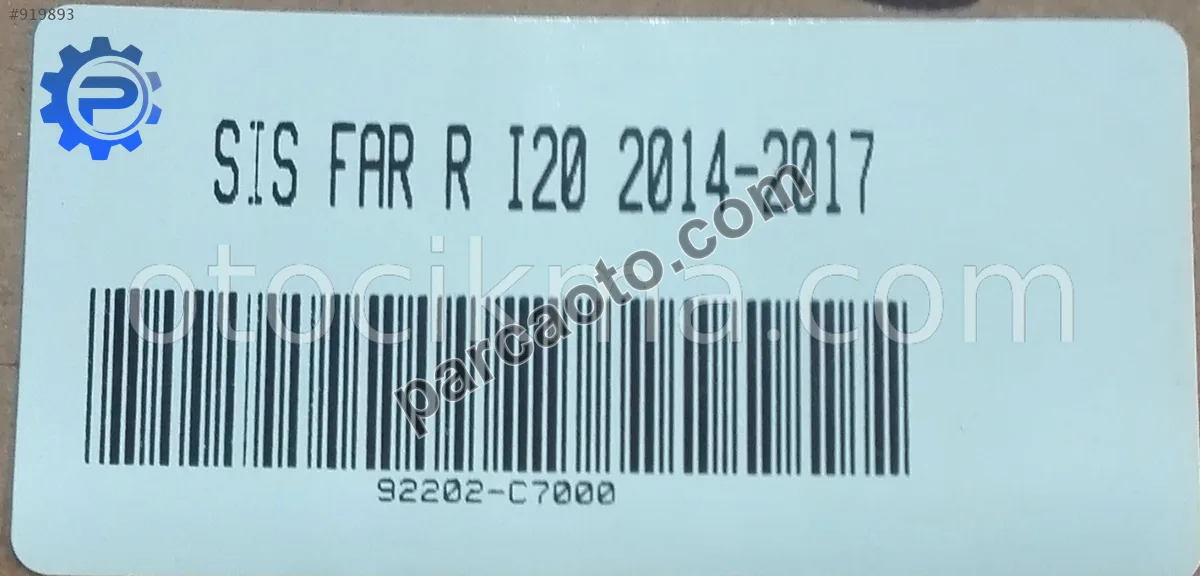 #919893
P
SIS FAR R I20 2014-2017
otocikma.com
parcaoto.com
92202-C7000